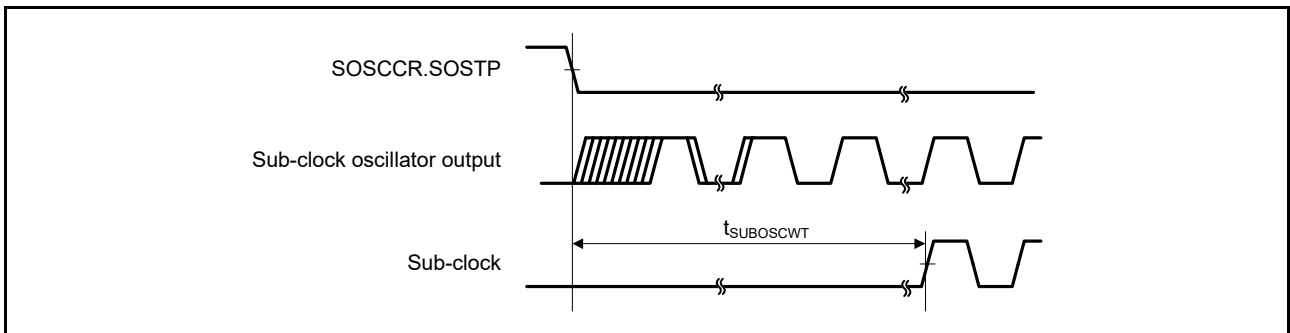 SOSCCR.SOSTP
Sub-clock oscillator output
tSUBOSCWT
Sub-clock